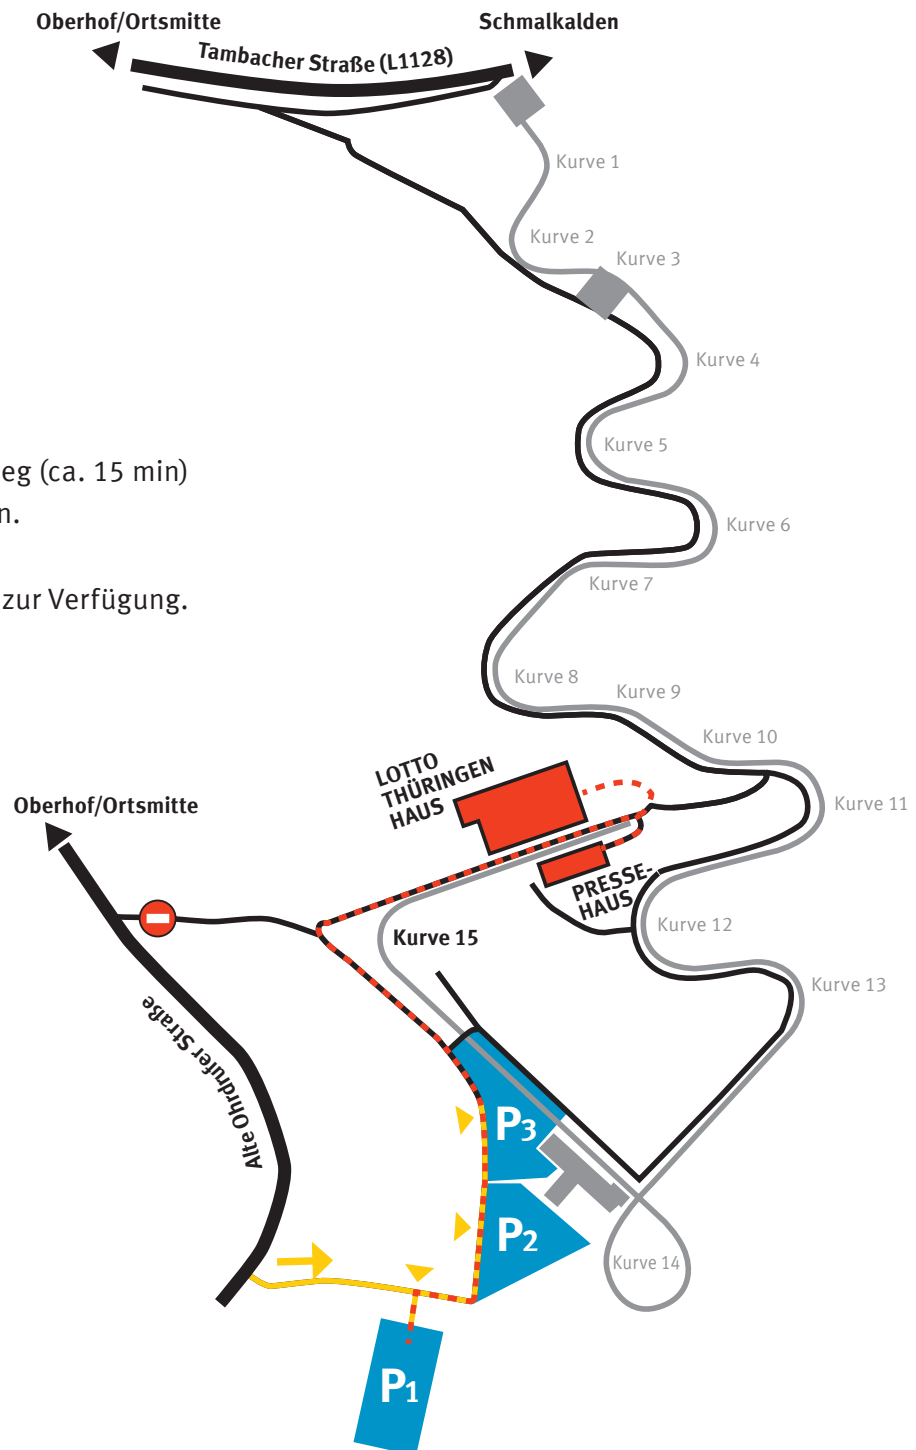 Oberhof/Ortsmitte
Schmalkalden
Tambacher Straße (L1128)
Kurve 1
Kurve 2
Kurve 3
Kurve 4
Kurve 5
eg (ca. 15 min)
n.
Kurve 6
Kurve 7
zur Verfügung.
Kurve 8
Kurve 9
Kurve 10
LOTTO
THÜRINGEN
HAUS
Oberhof/Ortsmitte
Kurve 11
PRESSE-
HAUS
Kurve 12
Kurve 15
Kurve 13
Alte Ohrdrufer Straße
P3
P2
Kurve 14
P1